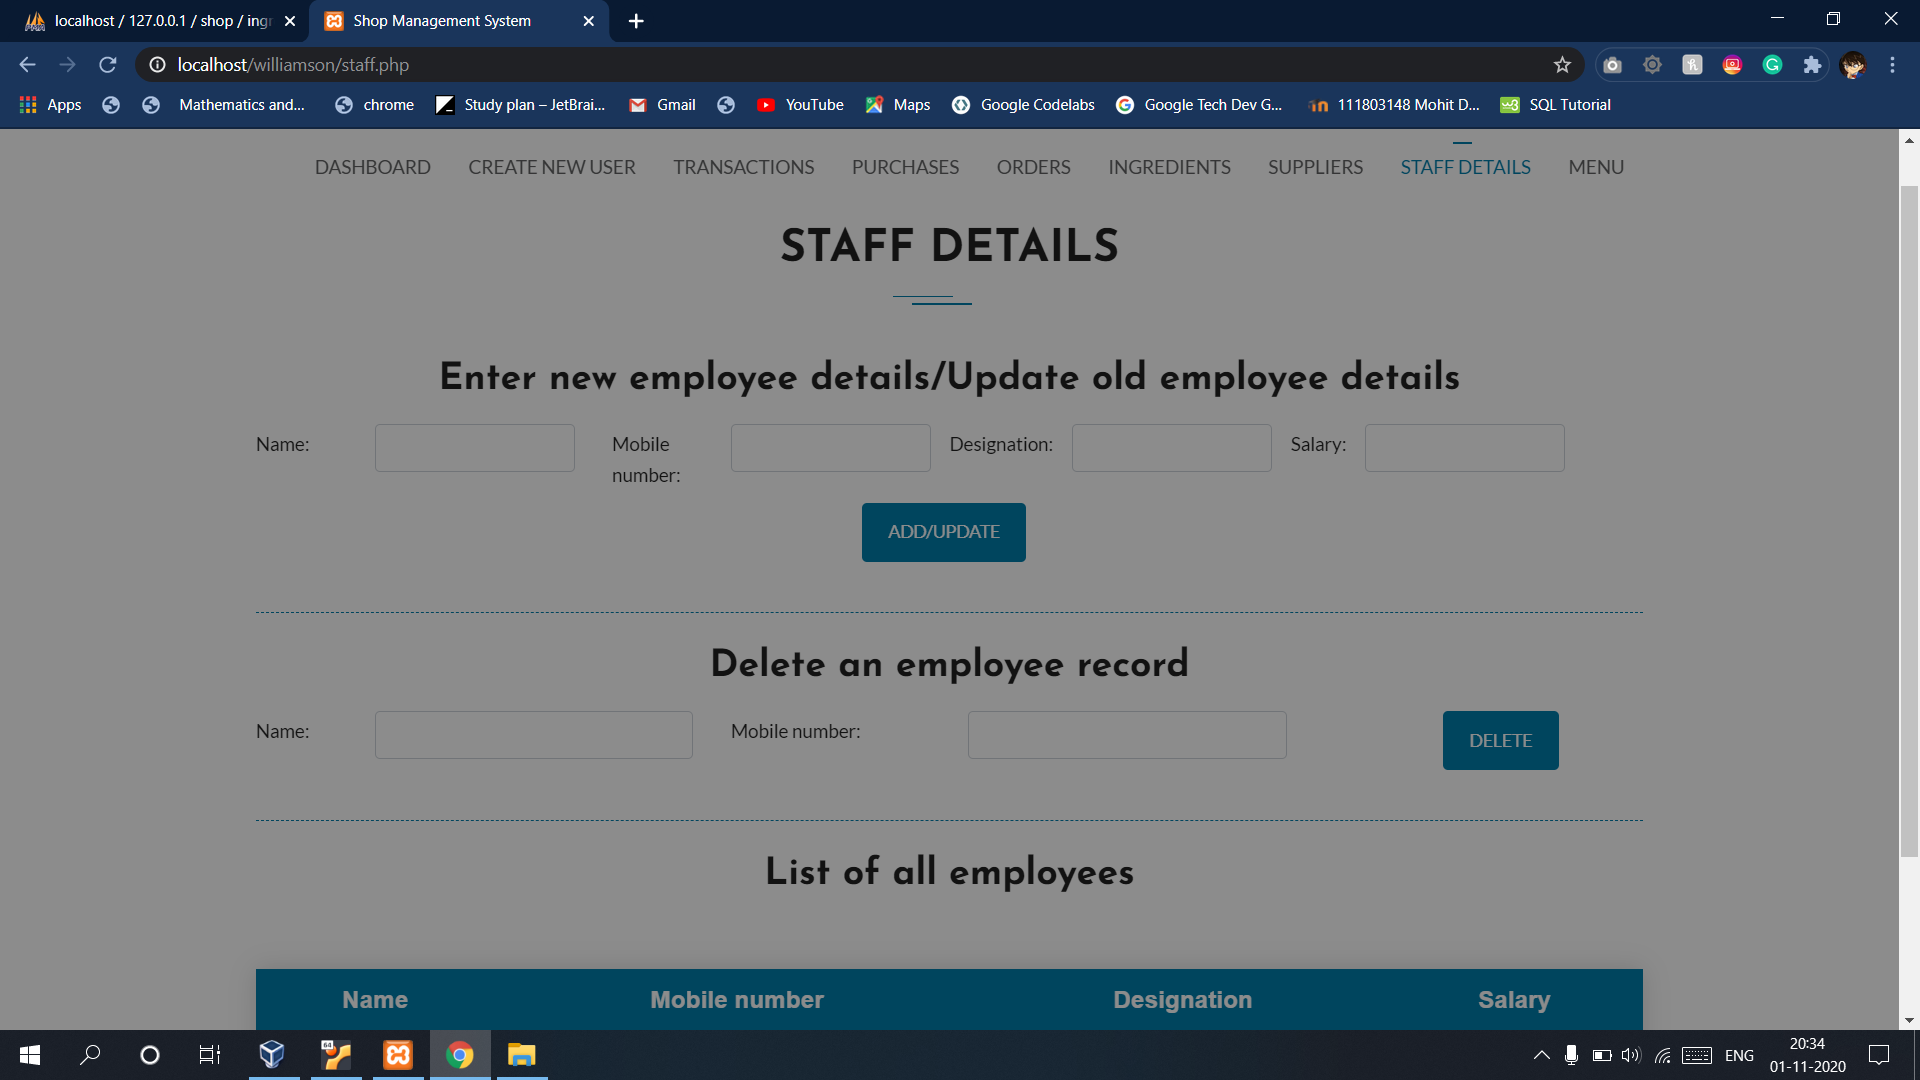 localhost / 127.0.0.1 / shop / ingr
Shop Management System
localhost/williamson/staff.php
Apps
Mathematics and...
chrome
Study plan – JetBrai...
Gmail
YouTube
Maps
Google Codelabs
Google Tech Dev G...
111803148 Mohit D...
SQL Tutorial
DASHBOARD CREATE NEW USER TRANSACTIONS PURCHASES ORDERS INGREDIENTS SUPPLIERS STAFF DETAILS MENU
STAFF DETAILS
Enter new employee details/Update old employee details
Name:
Mobile
number:
Designation:
Salary:
ADD/UPDATE
Delete an employee record
Name:
Mobile number:
DELETE
List of all employees
Name Mobile number Designation Salary
64
ENG
20:34
01-11-2020